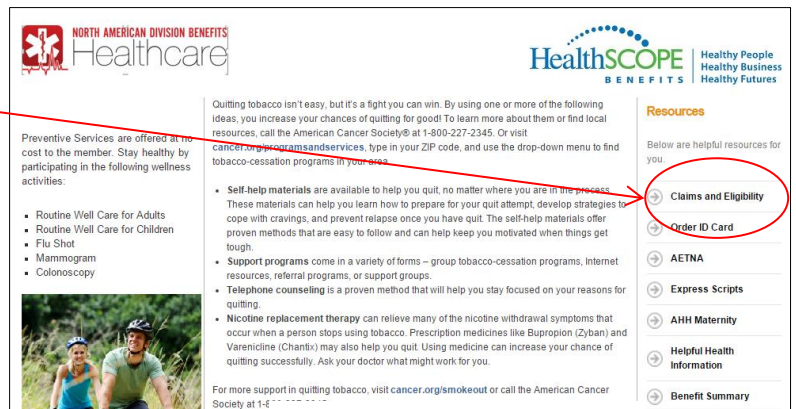 NORTH AMERICAN DIVISION BENEFITS
Healthcare
HealthSCOPE
BENEFITS
Healthy People
Healthy Business
Healthy Futures
Preventive Services are offered at no
cost to the member. Stay healthy by
participating in the following wellness
activities:
Routine Well Care for Adults
Routine Well Care for Children
Flu Shot
Mammogram
Colonoscopy
Quitting tobacco isn't easy, but it's a fight you can win. By using one or more of the following
ideas, you increase your chances of quitting for good! To learn more about them or find local
resources, call the American Cancer Society® at 1-800-227-2345. Or visit
cancer.org/programsandservices, type in your ZIP code, and use the drop-down menu to find
tobacco-cessation programs in your area.
Self-help materials are available to help you quit, no matter where you are in the process.
These materials can help you learn how to prepare for your quit attempt, develop strategies to
cope with cravings, and prevent relapse once you have quit. The self-help materials offer
proven methods that are easy to follow and can help keep you motivated when things get
tough.
Support programs come in a variety of forms – group tobacco-cessation programs, Internet
resources, referral programs, or support groups.
Telephone counseling is a proven method that will help you stay focused on your reasons for
quitting.
Nicotine replacement therapy can relieve many of the nicotine withdrawal symptoms that
occur when a person stops using tobacco. Prescription medicines like Bupropion (Zyban) and
Varenicline (Chantix) may also help you quit. Using medicine can increase your chance of
quitting successfully. Ask your doctor what might work for you.
For more support in quitting tobacco, visit cancer.org/smokeout or call the American Cancer
Society at
Resources
Below are helpful resources for
you.
Claims and Eligibility
Order ID Card
AETNA
Express Scripts
AHH Maternity
Helpful Health
Information
Benefit Summary